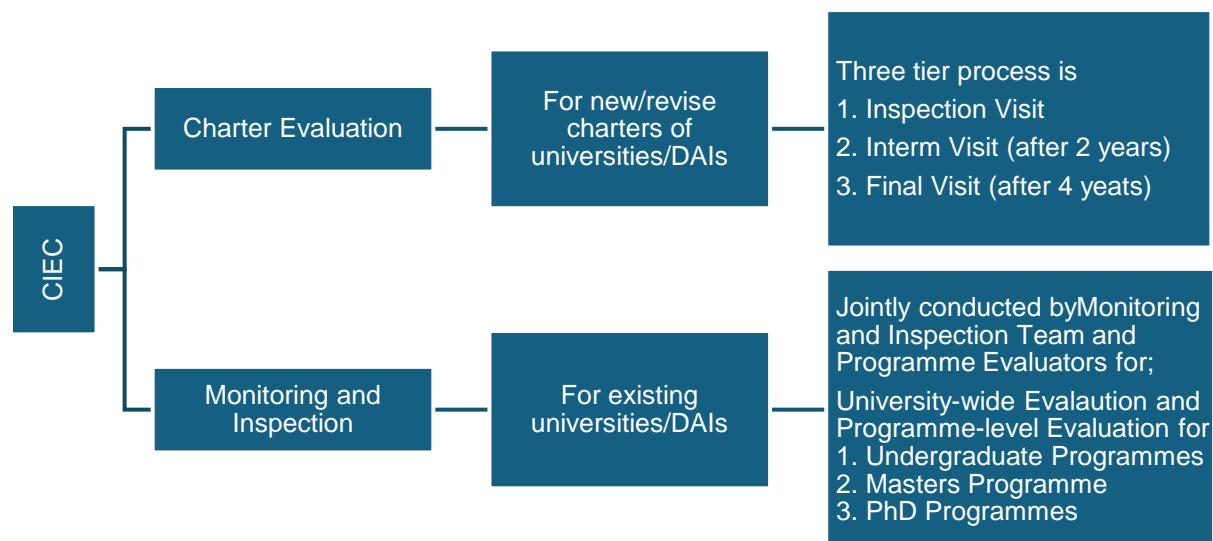 CIEC
Charter Evaluation
For new/revise
charters of
universities/DAIs
Three tier process is
1. Inspection Visit
2. Interm Visit (after 2 years)
3. Final Visit (after 4 yeats)
Monitoring and
Inspection
For existing
universities/DAIs
Jointly conducted byMonitoring
and Inspection Team and
Programme Evaluators for;
University-wide Evalaution and
Programme-level Evaluation for
1. Undergraduate Programmes
2. Masters Programme
3. PhD Programmes